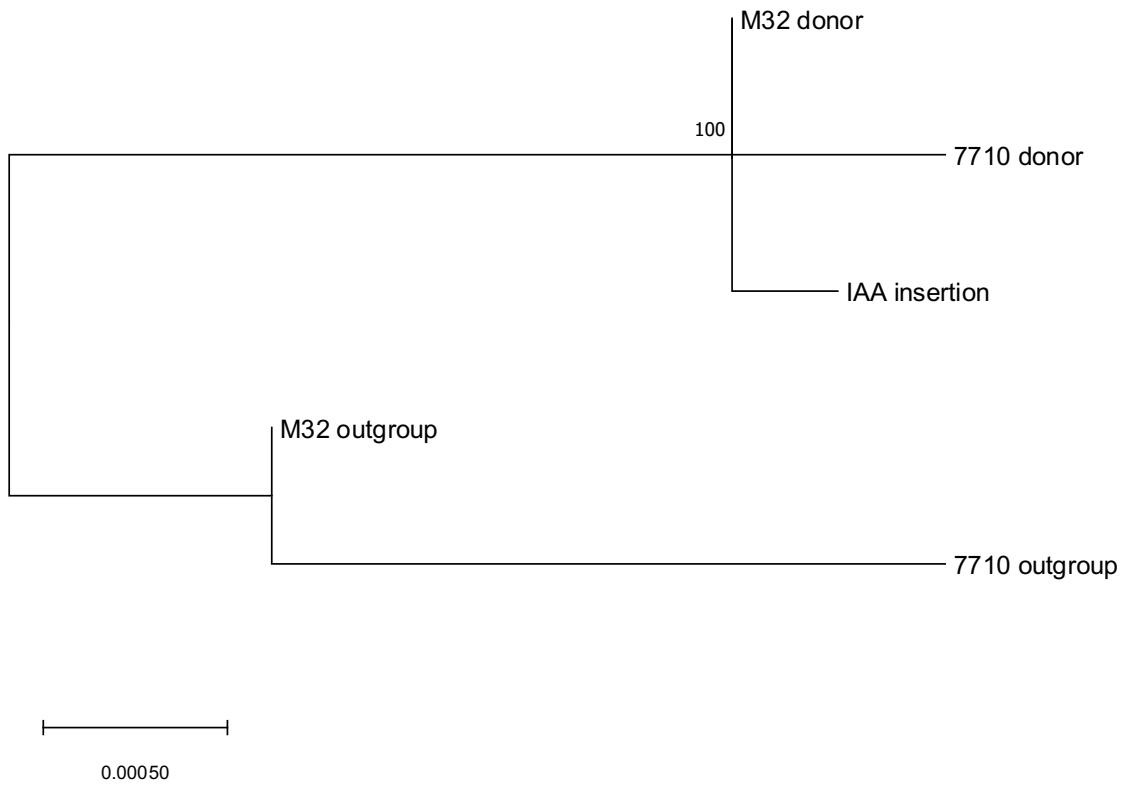 M32 donor
100
7710 donor
IAA insertion
M32 outgroup
7710 outgroup
0.00050